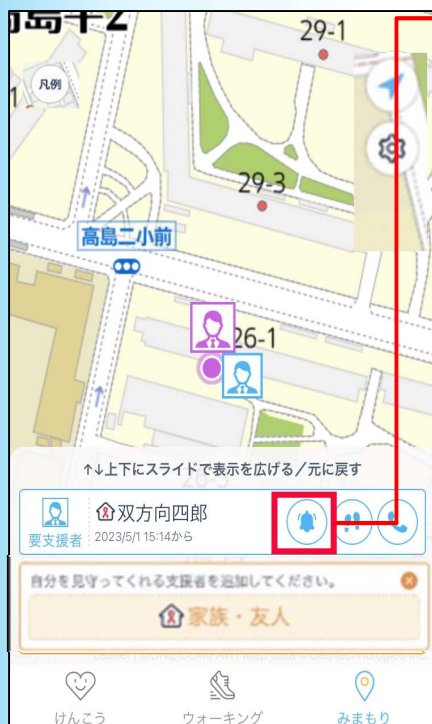 高島平2
29-1
凡例
1
29-3
高島二小前
26-1
↑↓上下にスライドで表示を広げる／元に戻す
双方向四郎
要支援者
2023/5/1 15:14から
自分を見守ってくれる支援者を追加してください。
家族・友人
けんこう
ウォーキング
みまもり